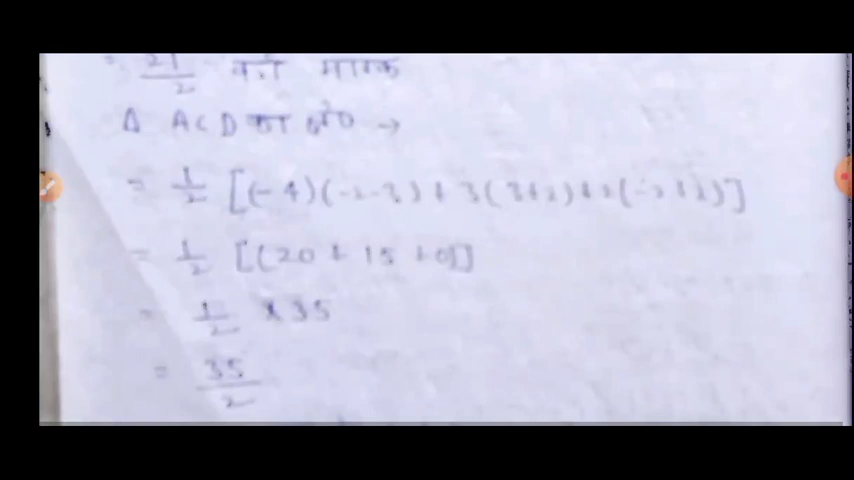 = 21/2 वर्ग मात्रक
Δ ACD का क्षे0 →
= 1/2 [(-4)(-2-3) + 3(3+2) + 2(-2+2)]
= 1/2 [(20 + 15 + 0)]
= 1/2 × 35
= 35/2